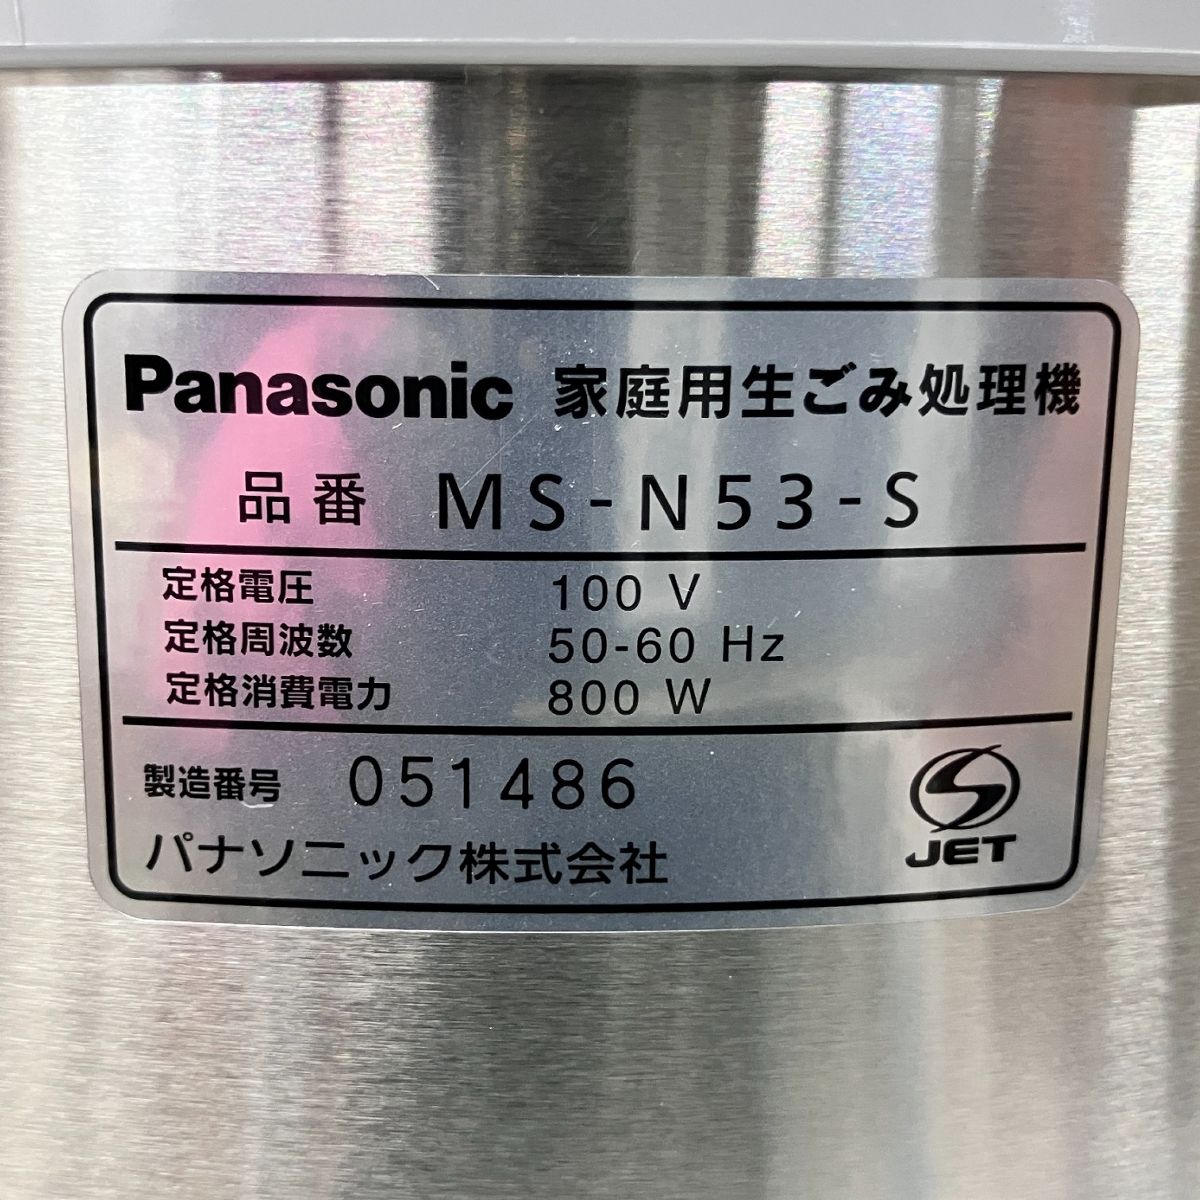 Panasonic 家庭用生ごみ処理機
品番 MS-N53-S
定格電圧 100 V
定格周波数 50-60 Hz
定格消費電力 800 W
製造番号 051486
パナソニック株式会社
S
JET